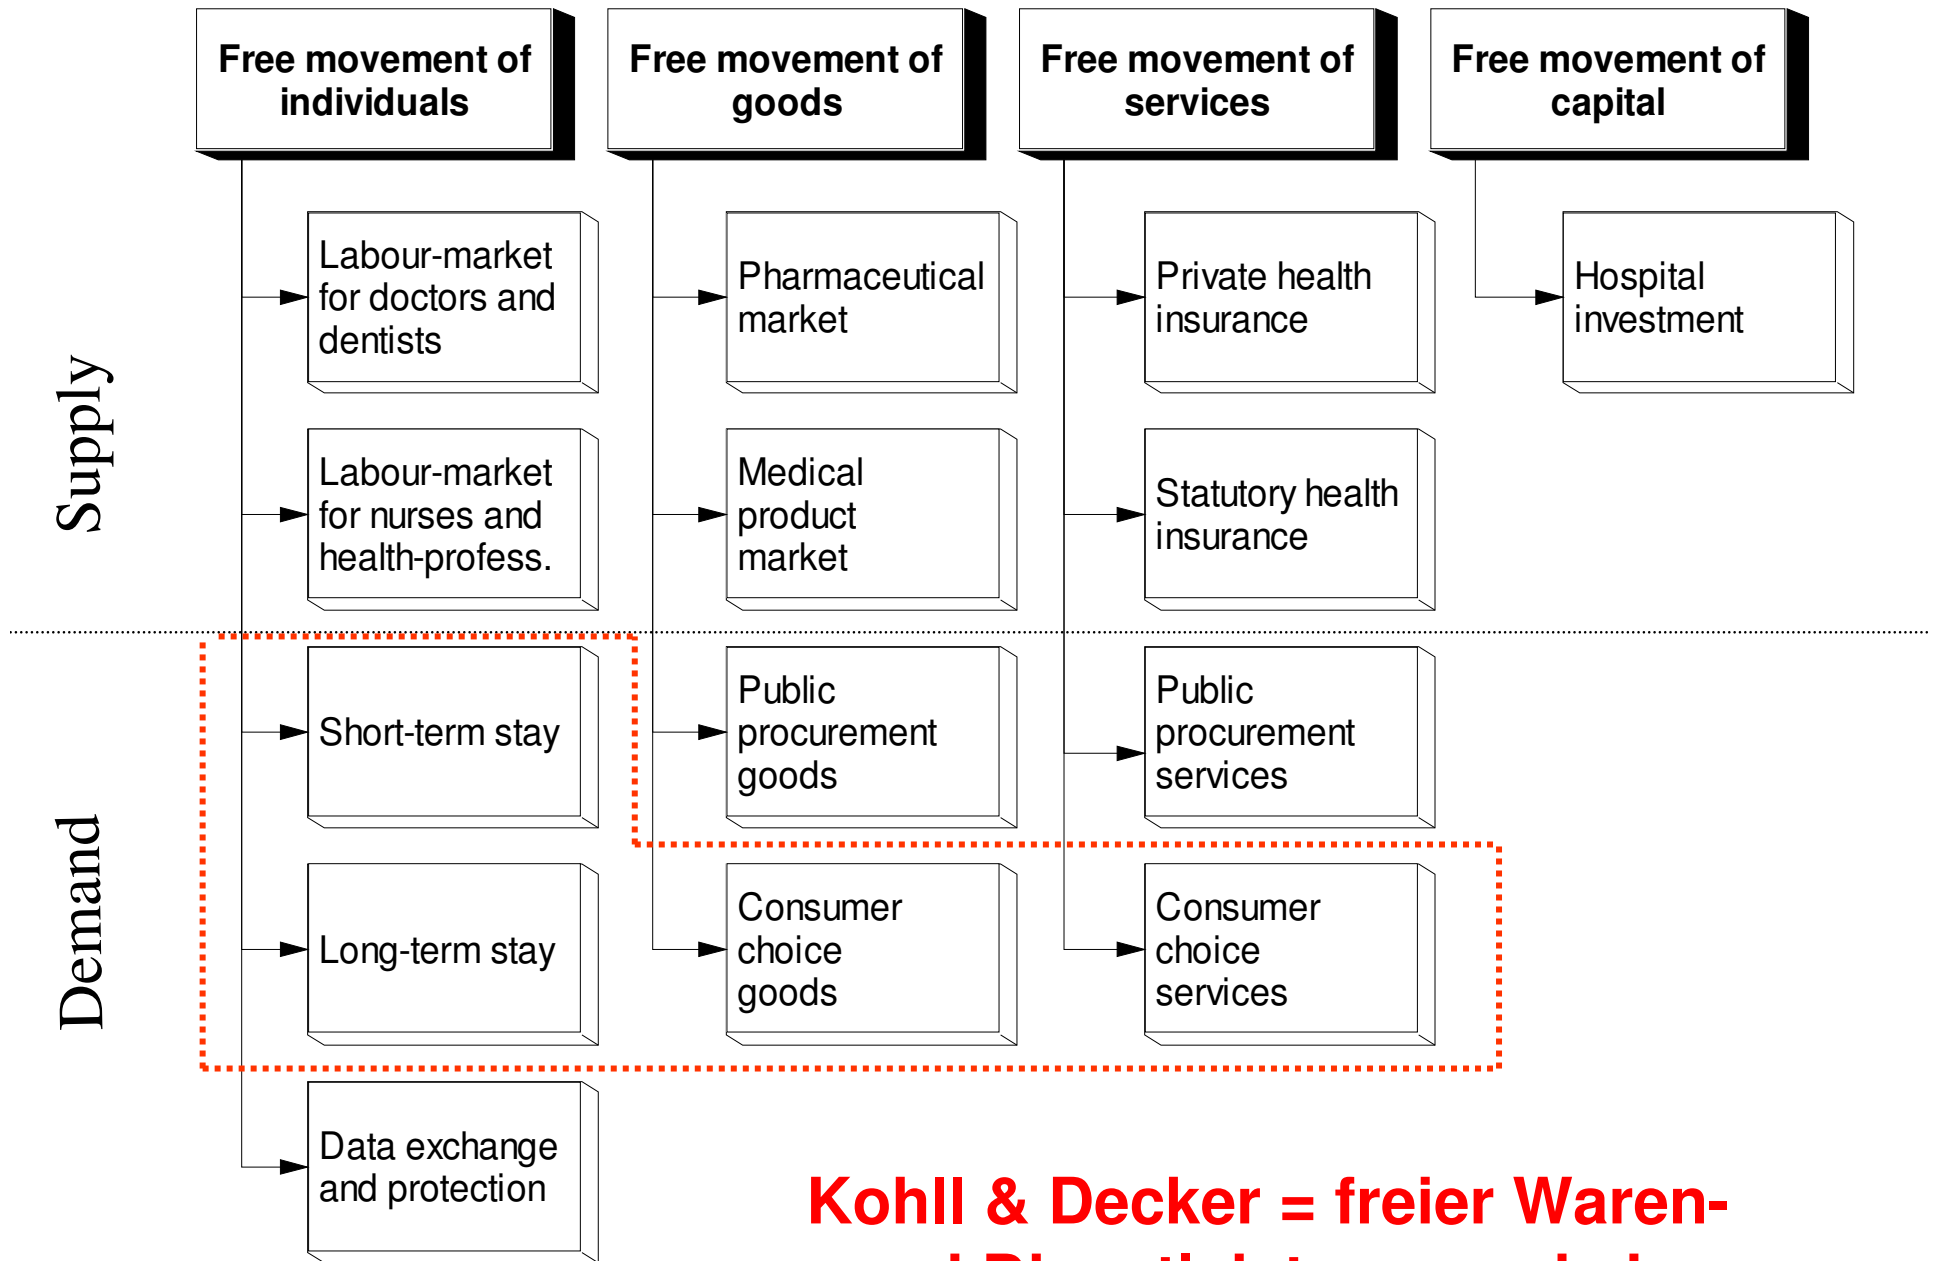 Free movement of
individuals
Free movement of
goods
Free movement of
services
Free movement of
capital
Supply
Labour-market
for doctors and
dentists
Pharmaceutical
market
Private health
insurance
Hospital
investment
Labour-market
for nurses and
health-profess.
Medical
product
market
Statutory health
insurance
Demand
Short-term stay
Public
procurement
goods
Public
procurement
services
Long-term stay
Consumer
choice
goods
Consumer
choice
services
Data exchange
and protection
Kohll & Decker = freier Waren-